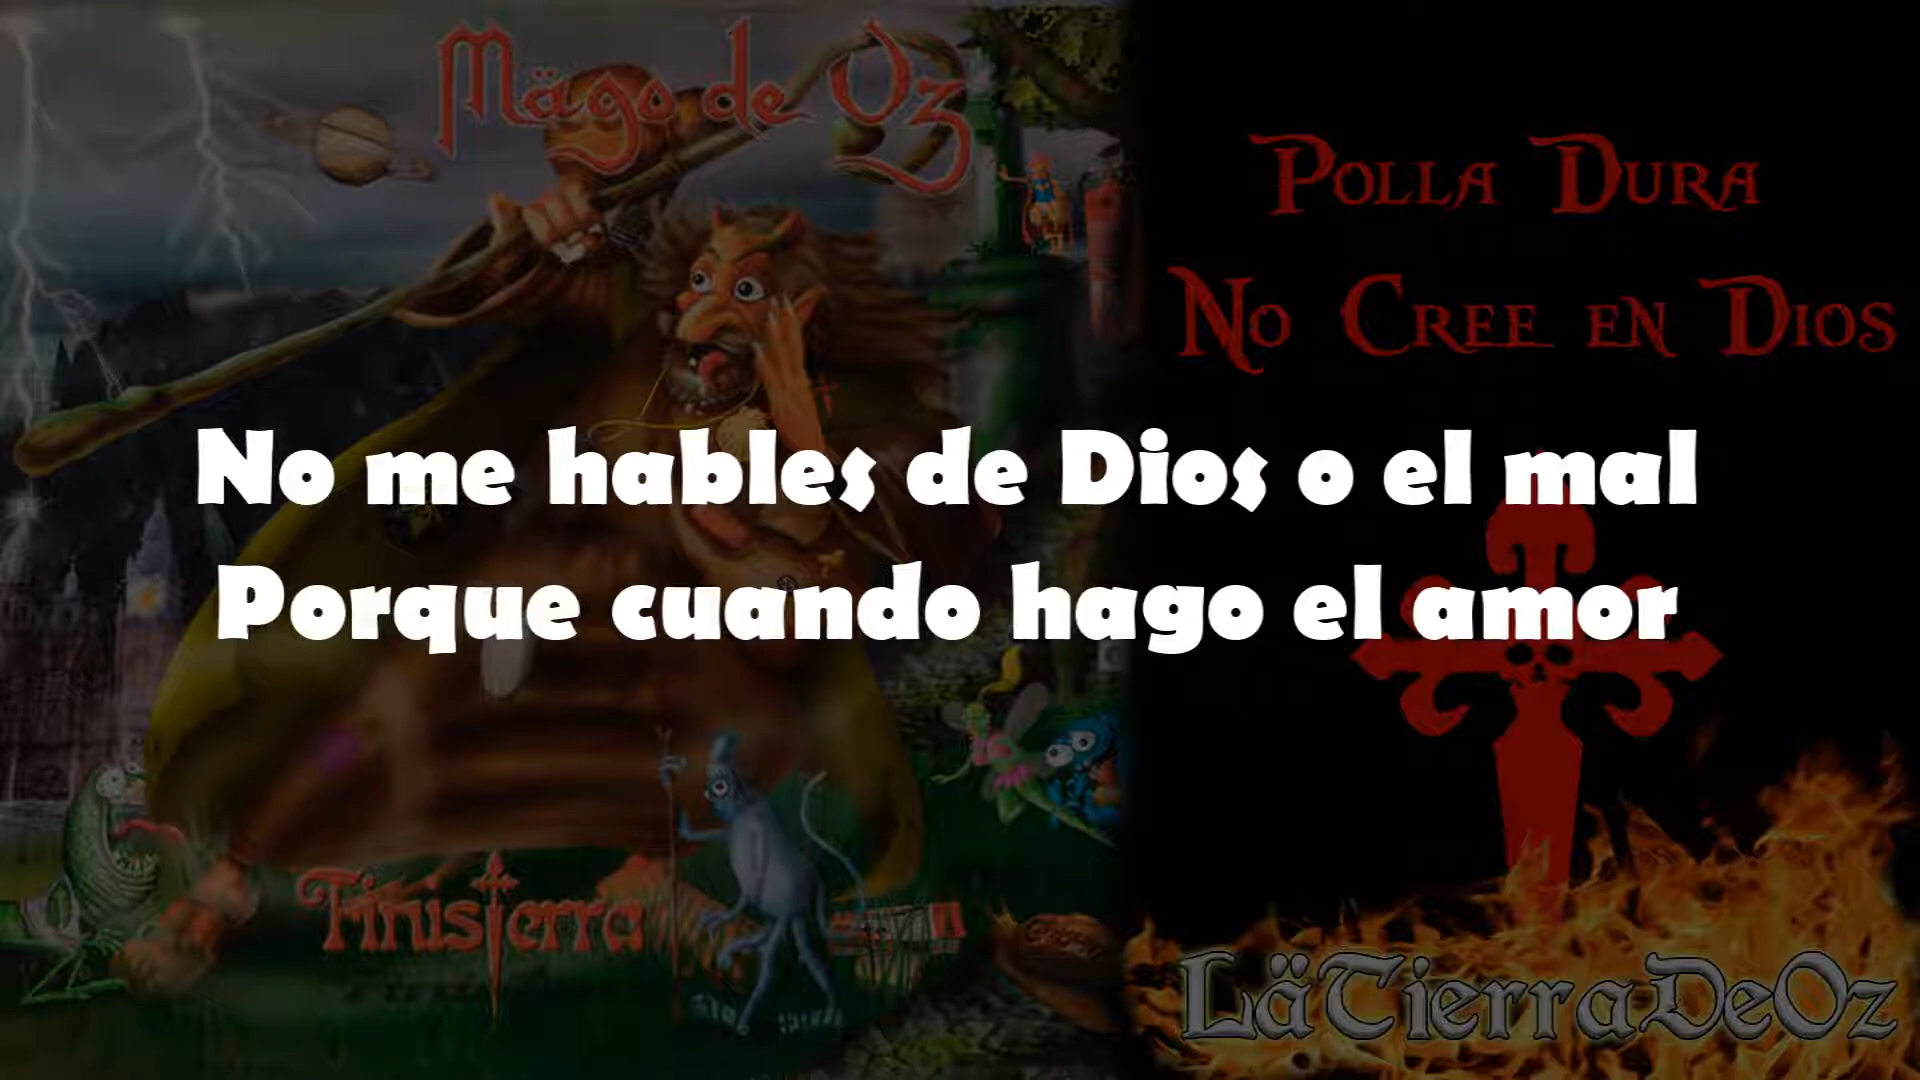 Mägo de Oz
Polla Dura
No Cree en Dios
No me hables de Dios o el mal
Porque cuando hago el amor
Finisterra
LäTierraDeOz